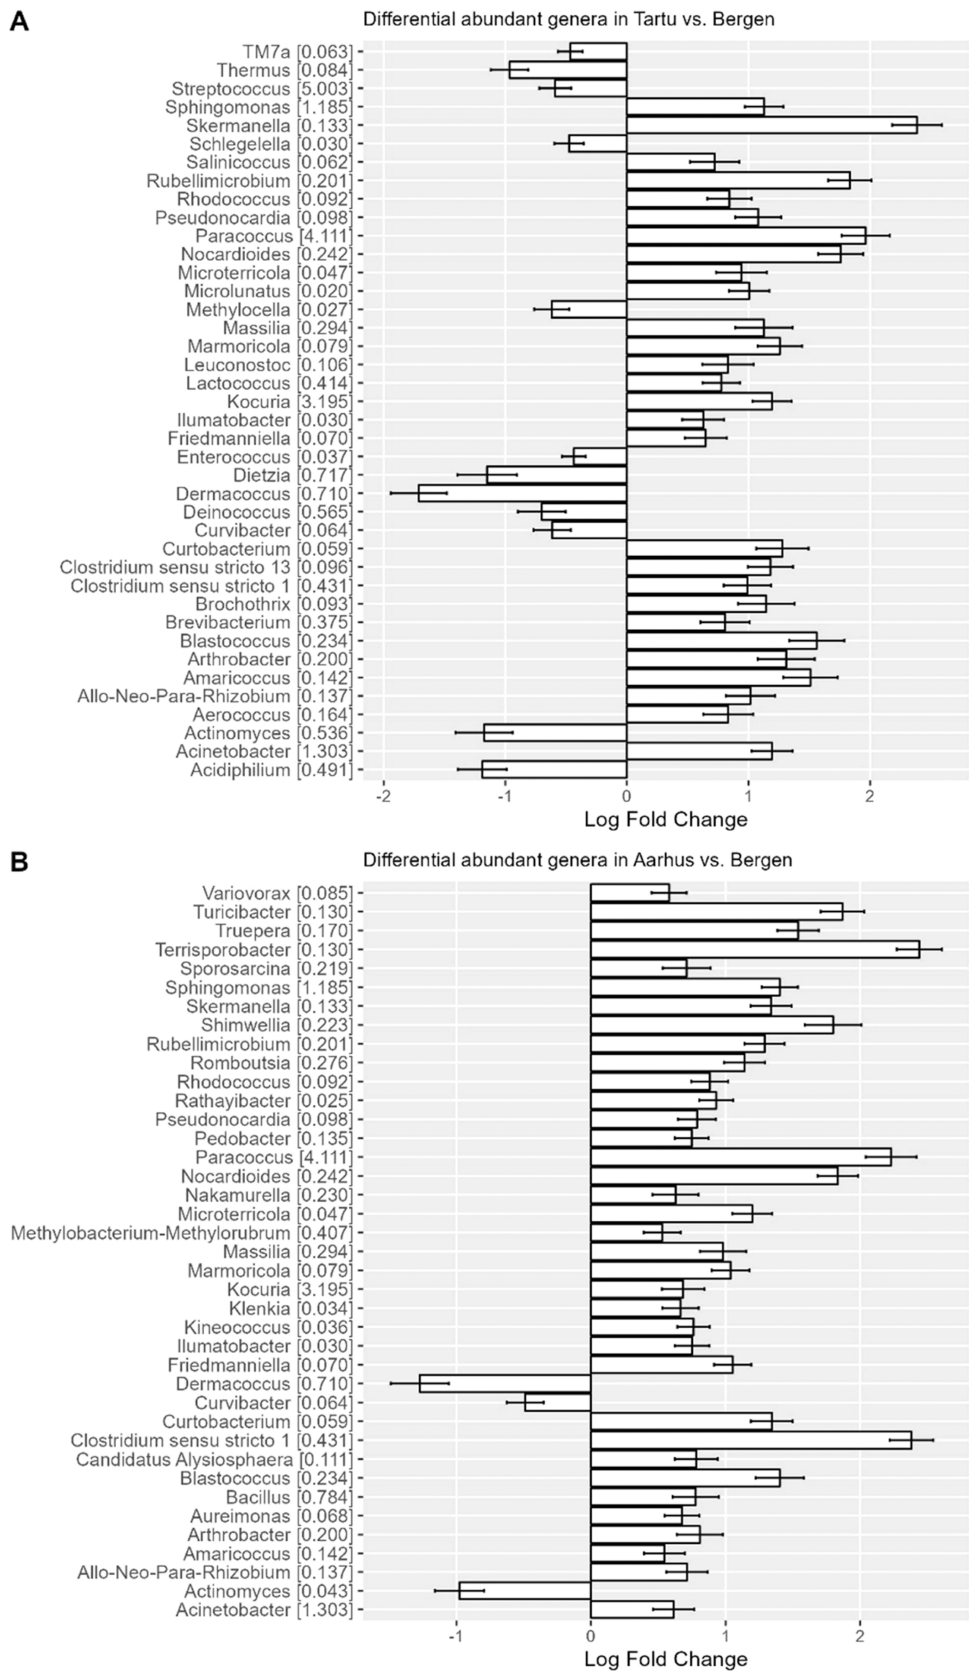 A
Differential abundant genera in Tartu vs. Bergen
TM7a [0.063]
Thermus [0.084]
Streptococcus [5.003]
Sphingomonas [1.185]
Skermanella [0.133]
Schlegelella [0.030]
Salinicoccus [0.062]
Rubellimicrobium [0.201]
Rhodococcus [0.092]
Pseudonocardia [0.098]
Paracoccus [4.111]
Nocardioides [0.242]
Microterricola [0.047]
Microlunatus [0.020]
Methylocella [0.027]
Massilia [0.294]
Marmoricola [0.079]
Leuconostoc [0.106]
Lactococcus [0.414]
Kocuria [3.195]
Ilumatobacter [0.030]
Friedmanniella [0.070]
Enterococcus [0.037]
Dietzia [0.717]
Dermacoccus [0.710]
Deinococcus [0.565]
Curvibacter [0.064]
Curtobacterium [0.059]
Clostridium sensu stricto 13 [0.096]
Clostridium sensu stricto 1 [0.431]
Brochothrix [0.093]
Brevibacterium [0.375]
Blastococcus [0.234]
Arthrobacter [0.200]
Amaricoccus [0.142]
Allo-Neo-Para-Rhizobium [0.137]
Aerococcus [0.164]
Actinomyces [0.536]
Acinetobacter [1.303]
Acidiphilium [0.491]
-2 -1 0 1 2
Log Fold Change
B
Differential abundant genera in Aarhus vs. Bergen
Variovorax [0.085]
Turicibacter [0.130]
Truepera [0.170]
Terrisporobacter [0.130]
Sporosarcina [0.219]
Sphingomonas [1.185]
Skermanella [0.133]
Shimwellia [0.223]
Rubellimicrobium [0.201]
Romboutsia [0.276]
Rhodococcus [0.092]
Rathayibacter [0.025]
Pseudonocardia [0.098]
Pedobacter [0.135]
Paracoccus [4.111]
Nocardioides [0.242]
Nakamurella [0.230]
Microterricola [0.047]
Methylobacterium-Methylorubrum [0.407]
Massilia [0.294]
Marmoricola [0.079]
Kocuria [3.195]
Klenkia [0.034]
Kineococcus [0.036]
Ilumatobacter [0.030]
Friedmanniella [0.070]
Dermacoccus [0.710]
Curvibacter [0.064]
Curtobacterium [0.059]
Clostridium sensu stricto 1 [0.431]
Candidatus Alysiosphaera [0.111]
Blastococcus [0.234]
Bacillus [0.784]
Aureimonas [0.068]
Arthrobacter [0.200]
Amaricoccus [0.142]
Allo-Neo-Para-Rhizobium [0.137]
Actinomyces [0.043]
Acinetobacter [1.303]
-1 0 1 2
Log Fold Change